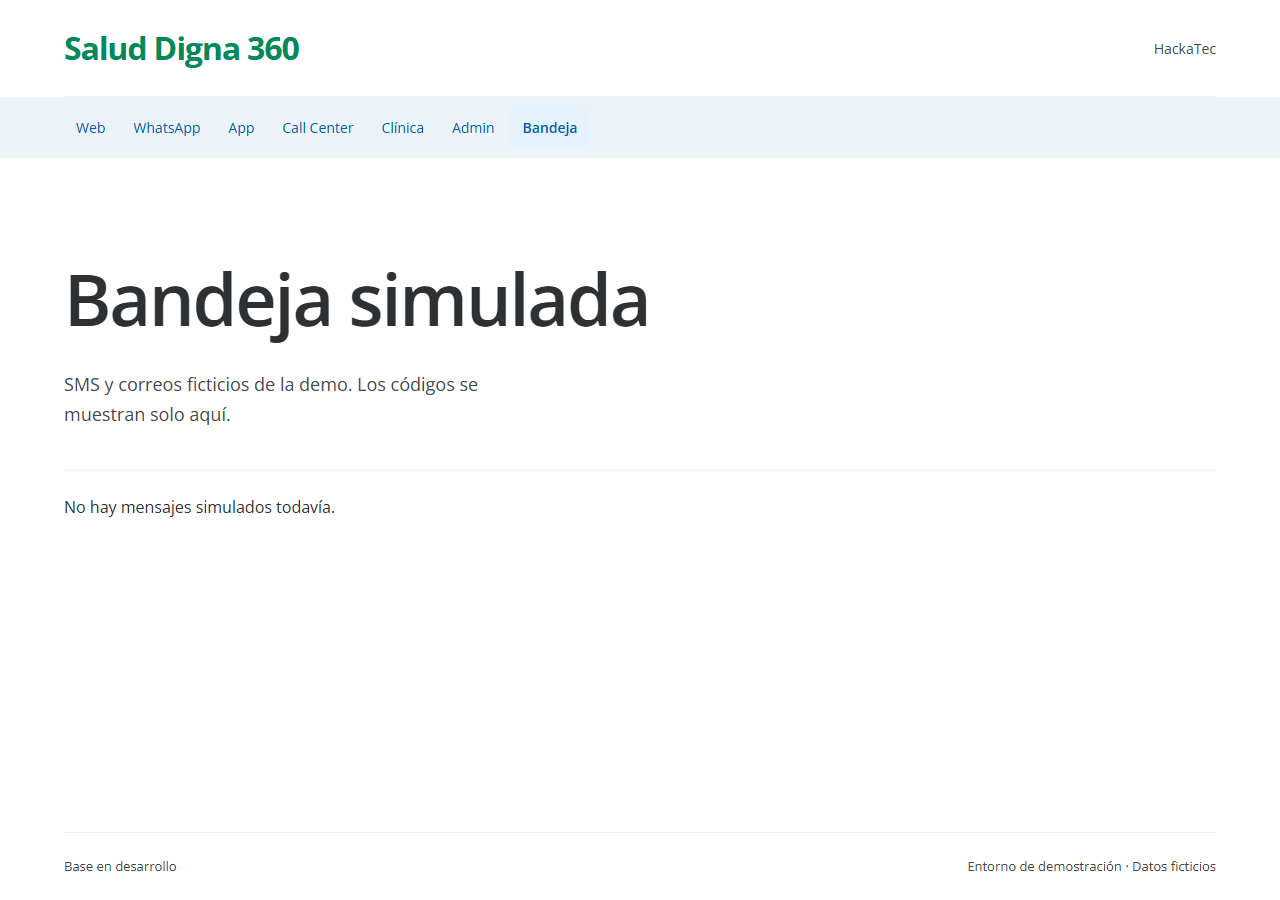 Salud Digna 360
HackaTec
Web
WhatsApp
App
Call Center
Clínica
Admin
Bandeja
Bandeja simulada
SMS y correos ficticios de la demo. Los códigos se
muestran solo aquí.
No hay mensajes simulados todavía.
Base en desarrollo
Entorno de demostración · Datos ficticios